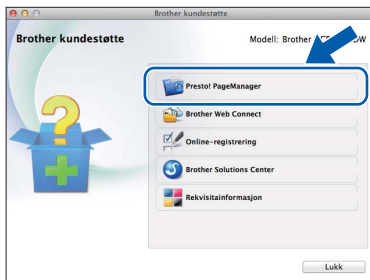 Brother kundestøtte
Brother kundestøtte
Modell: Brother
Presto! PageManager
Brother Web Connect
Online-registrering
Brother Solutions Center
Rekvisitainformasjon
Lukk